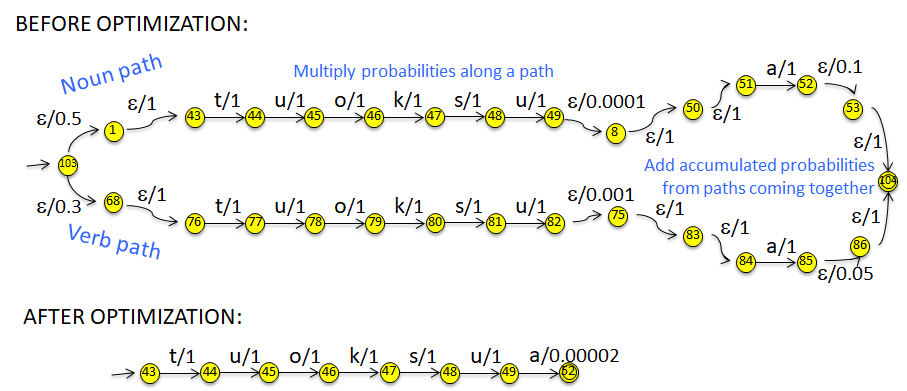 BEFORE OPTIMIZATION:
Noun path
Multiply probabilities along a path
ε/0.5 ε/1 t/1 u/1 o/1 k/1 s/1 u/1 ε/0.0001 ε/1 ε/1 a/1 ε/0.1 ε/1
103 1 43 44 45 46 47 48 49 8 50 51 52 53
Add accumulated probabilities
from paths coming together
104
ε/0.3 ε/1 t/1 u/1 o/1 k/1 s/1 u/1 ε/0.001 ε/1 ε/1 a/1 ε/0.05 ε/1
68 76 77 78 79 80 81 82 75 83 84 85 86
Verb path
AFTER OPTIMIZATION:
t/1 u/1 o/1 k/1 s/1 u/1 a/0.00002
43 44 45 46 47 48 49 52